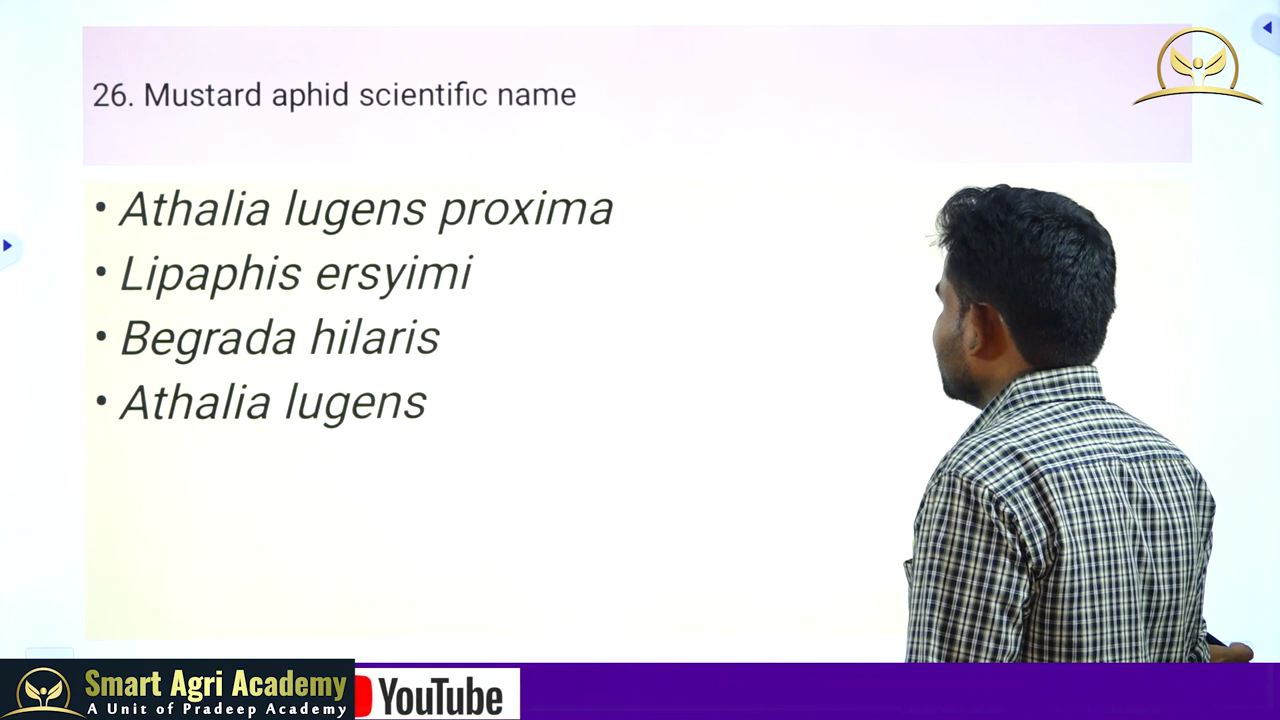 26. Mustard aphid scientific name
• Athalia lugens proxima
• Lipaphis ersyimi
• Begrada hilaris
• Athalia lugens
Smart Agri Academy
A Unit of Pradeep Academy
YouTube